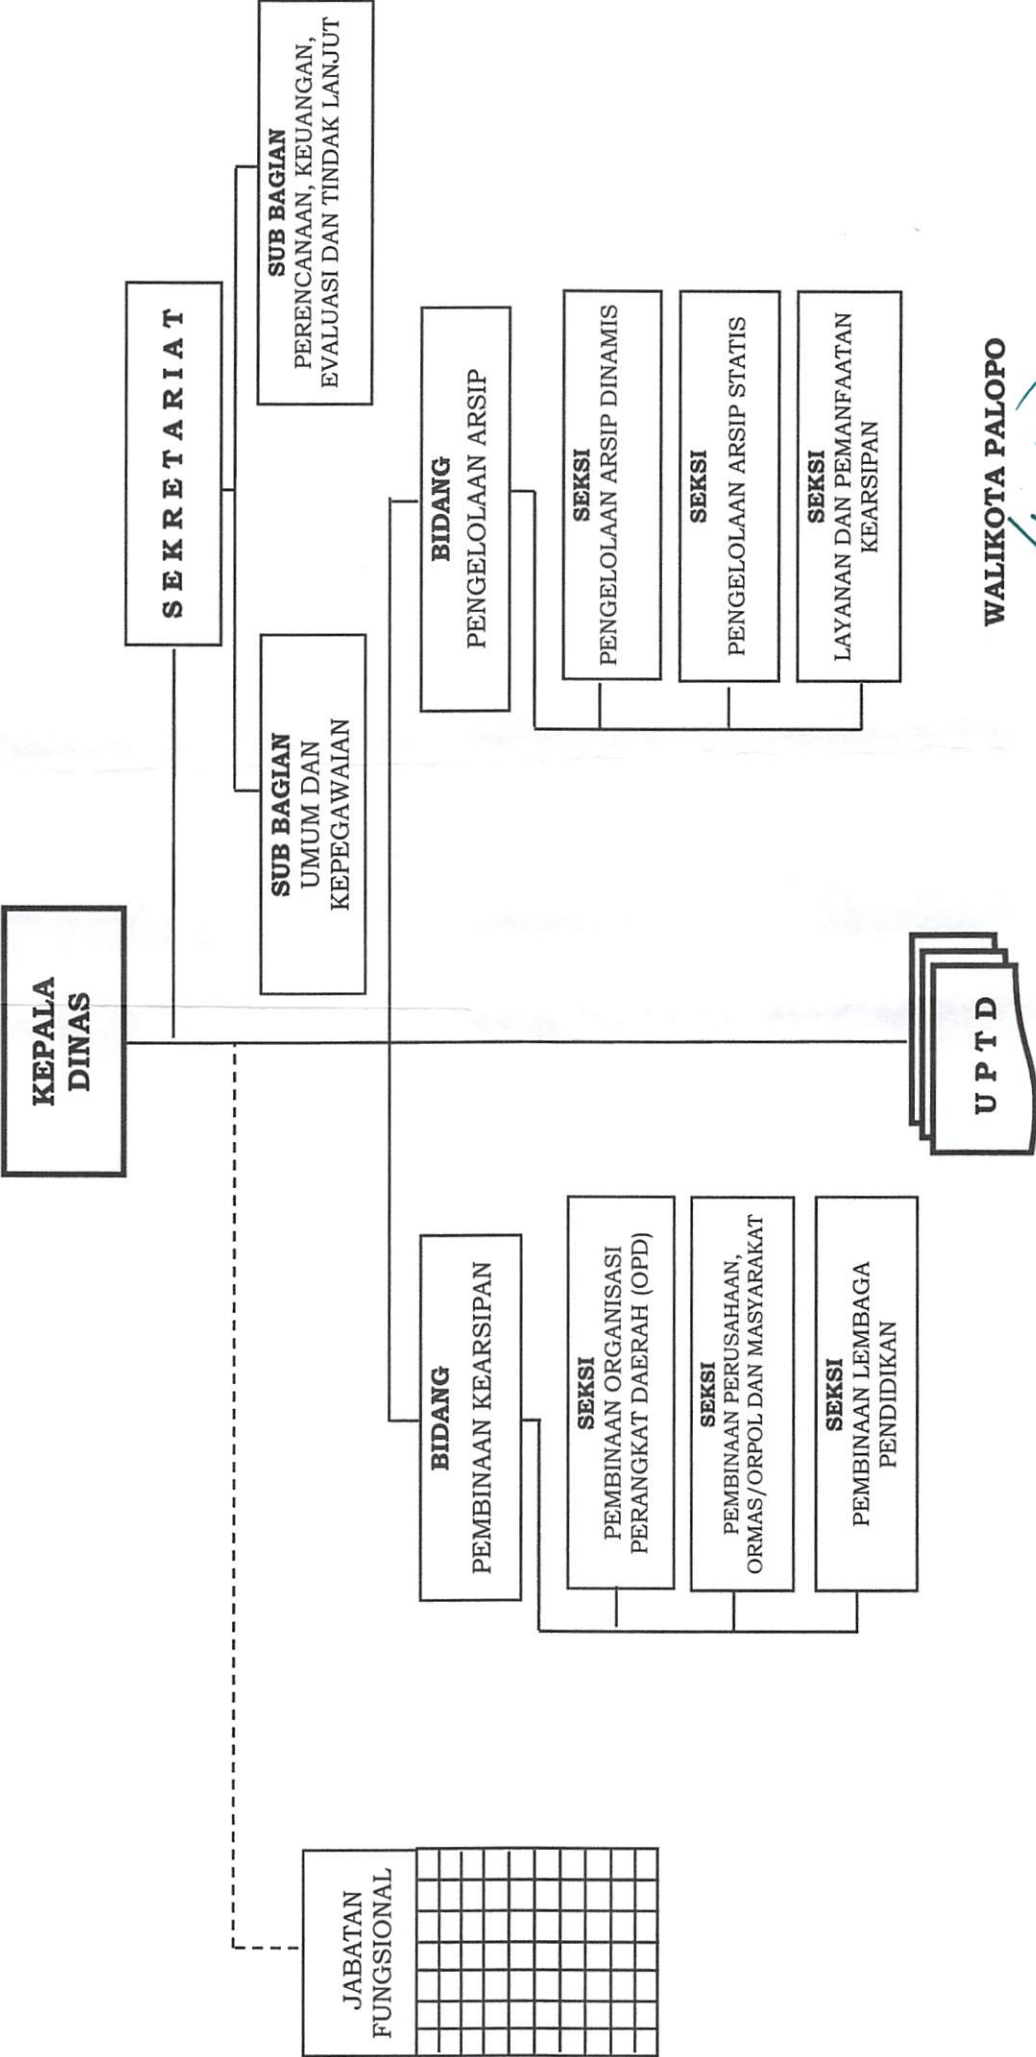 KEPALA
DINAS
SEKRETARIAT
SUB BAGIAN
UMUM DAN
KEPEGAWAIAN
SUB BAGIAN
PERENCANAAN, KEUANGAN,
EVALUASI DAN TINDAK LANJUT
JABATAN
FUNGSIONAL
BIDANG
PEMBINAAN KEARSIPAN
SEKSI
PEMBINAAN ORGANISASI
PERANGKAT DAERAH (OPD)
SEKSI
PEMBINAAN PERUSAHAAN,
ORMAS/ORPOL DAN MASYARAKAT
SEKSI
PEMBINAAN LEMBAGA
PENDIDIKAN
BIDANG
PENGELOLAAN ARSIP
SEKSI
PENGELOLAAN ARSIP DINAMIS
SEKSI
PENGELOLAAN ARSIP STATIS
SEKSI
LAYANAN DAN PEMANFAATAN
KEARSIPAN
UPTD
WALIKOTA PALOPO